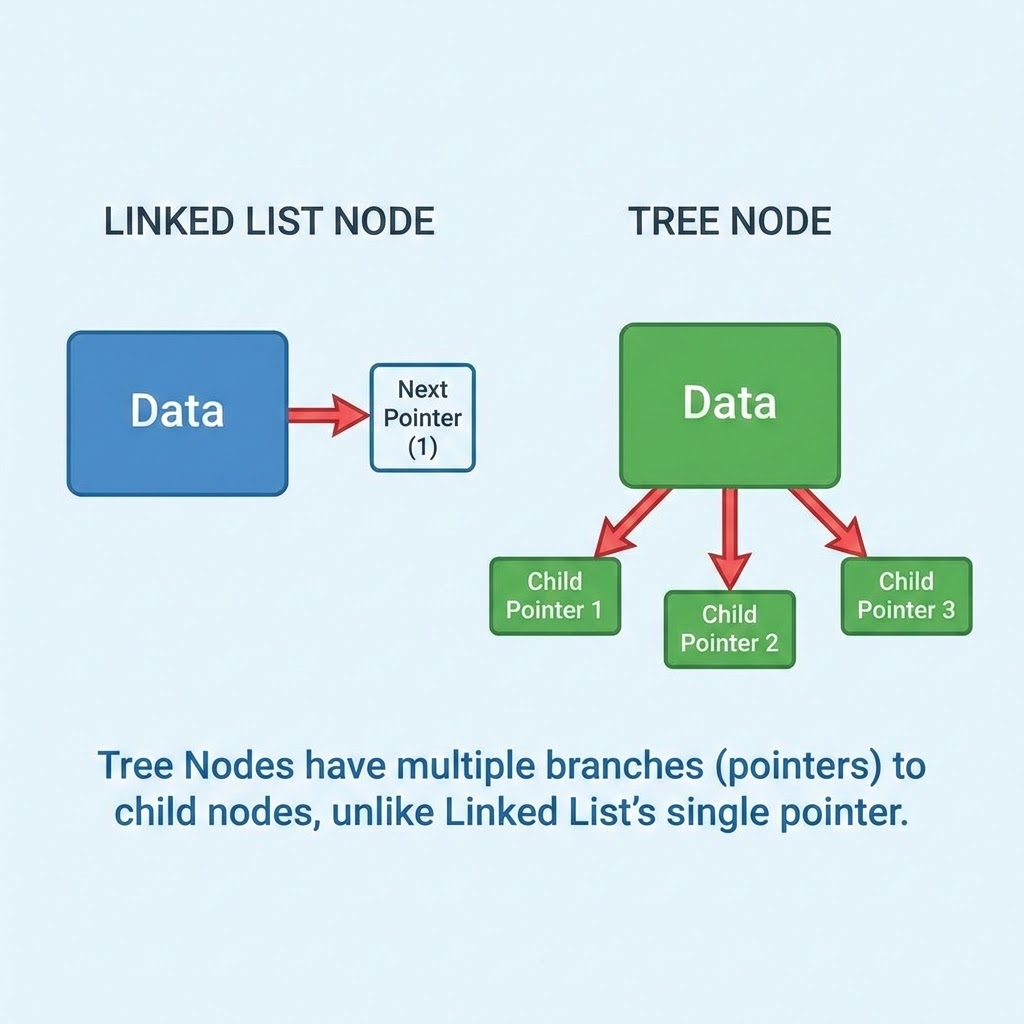 LINKED LIST NODE
Data
Next
Pointer
(1)
TREE NODE
Data
Child
Pointer 1
Child
Pointer 2
Child
Pointer 3
Tree Nodes have multiple branches (pointers) to
child nodes, unlike Linked List’s single pointer.